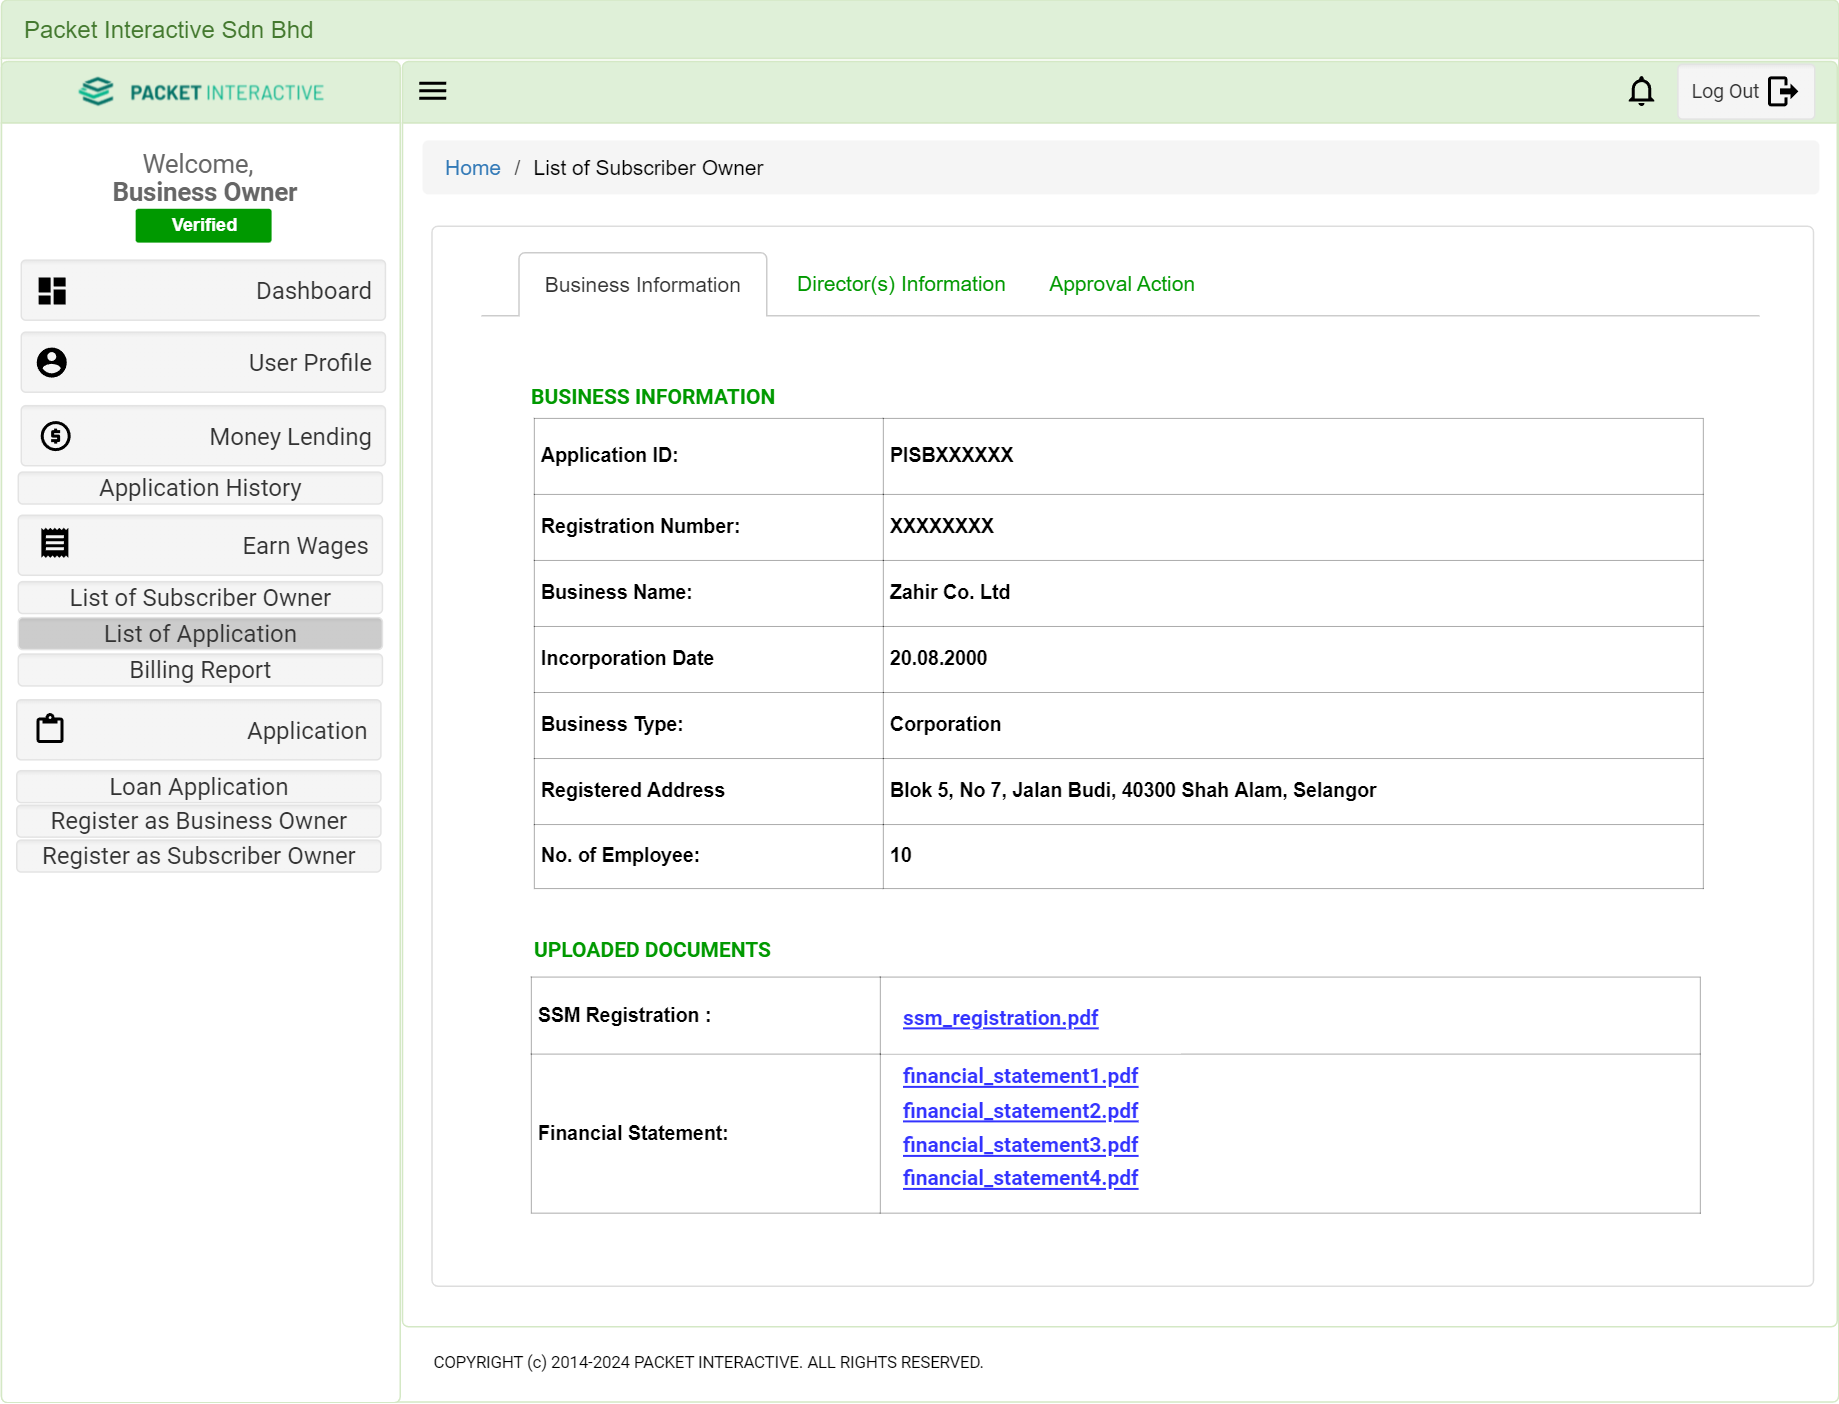 Packet Interactive Sdn Bhd
PACKET INTERACTIVE
Log Out
Welcome,
Business Owner
Verified
Dashboard
User Profile
Money Lending
Application History
Earn Wages
List of Subscriber Owner
List of Application
Billing Report
Application
Loan Application
Register as Business Owner
Register as Subscriber Owner
Home / List of Subscriber Owner
Business Information Director(s) Information Approval Action
BUSINESS INFORMATION
Application ID: PISBXXXXXX
Registration Number: XXXXXXXX
Business Name: Zahir Co. Ltd
Incorporation Date 20.08.2000
Business Type: Corporation
Registered Address Blok 5, No 7, Jalan Budi, 40300 Shah Alam, Selangor
No. of Employee: 10
UPLOADED DOCUMENTS
SSM Registration : ssm_registration.pdf
Financial Statement:
financial_statement1.pdf
financial_statement2.pdf
financial_statement3.pdf
financial_statement4.pdf
COPYRIGHT (c) 2014-2024 PACKET INTERACTIVE. ALL RIGHTS RESERVED.